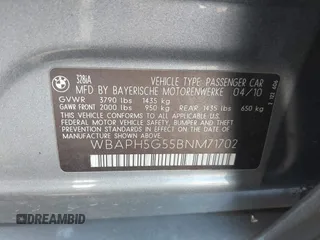 BMW
328iA
VEHICLE TYPE: PASSENGER CAR
MFD BY BAYERISCHE MOTORENWERKE 04/10
GVWR 3790 lbs 1435 kg
GAWR FRONT 2000 lbs 950 kg REAR 1435 lbs 650 kg
THIS VEHICLE CONFORMS TO ALL APPLICABLE
FEDERAL MOTOR VEHICLE SAFETY, BUMPER, AND
THEFT PREVENTION STANDARDS IN EFFECT ON THE DATE
OF MANUFACTURE SHOWN ABOVE.
WBAPH5G55BNM71702
DREAMBID